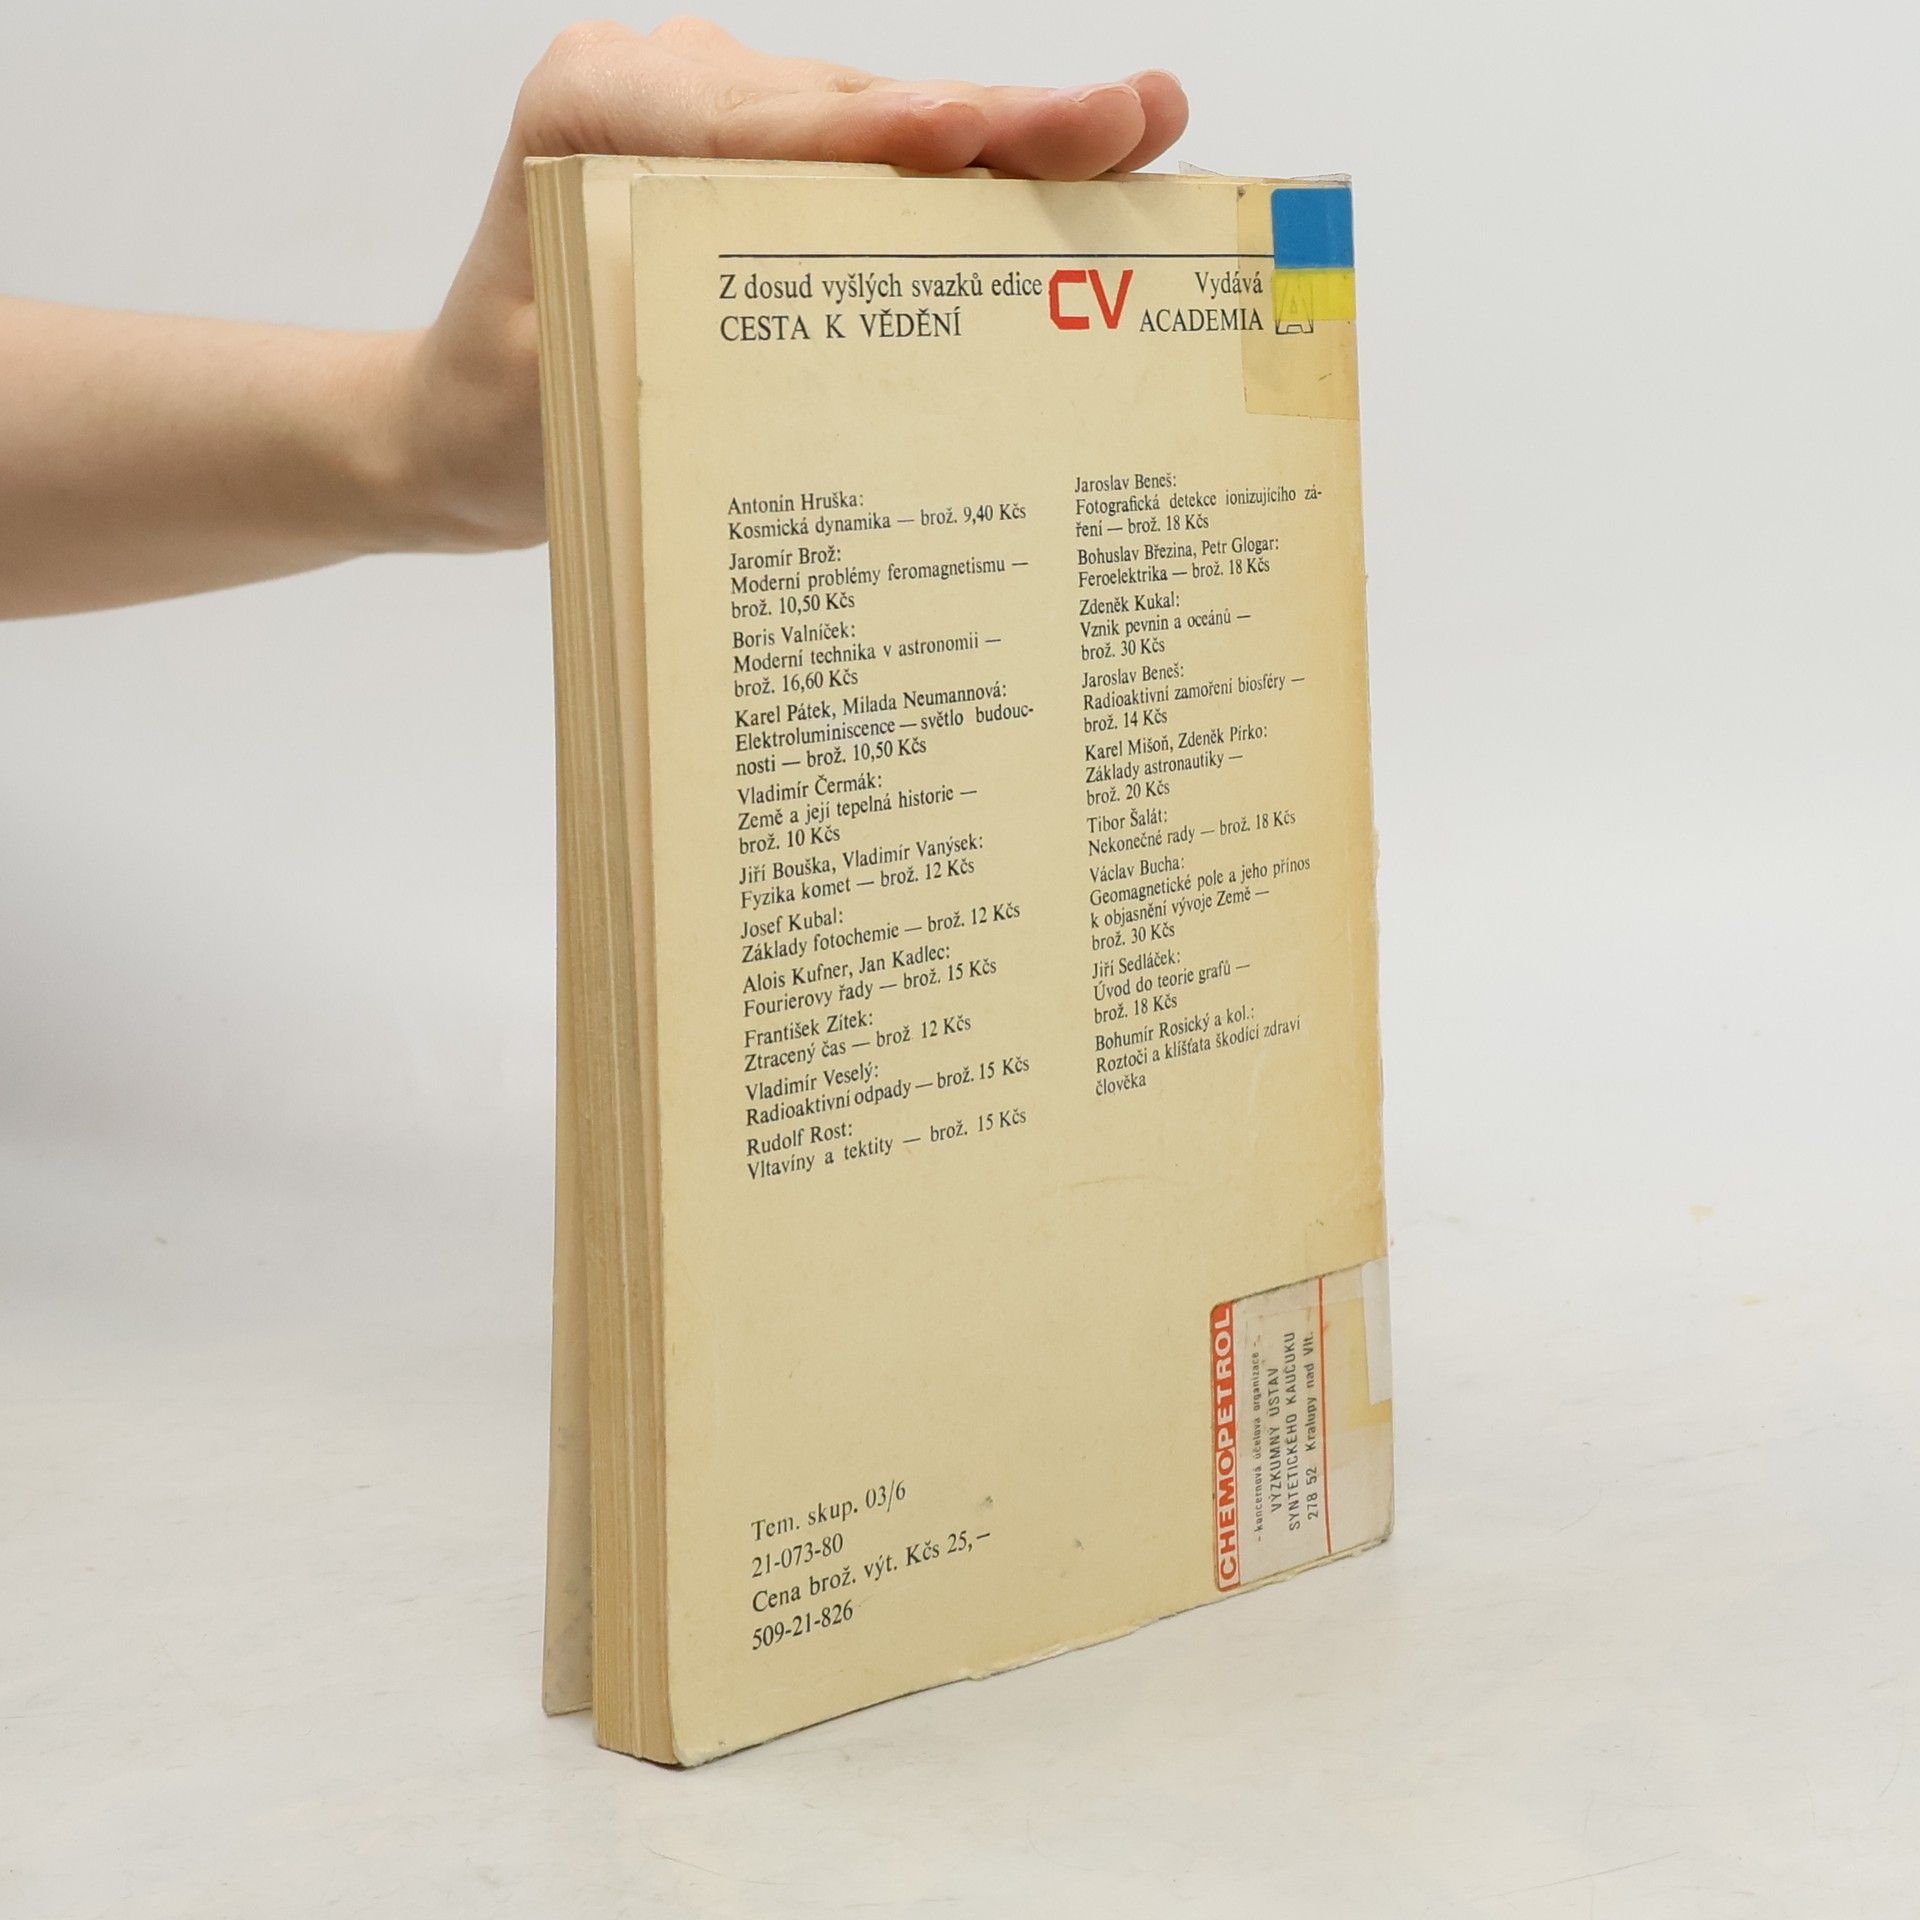 Z dosud vyšlých svazků edice
CESTA K VĚDĚNÍ
CV
Vydává
ACADEMIA
A
Antonín Hruška:
Kosmická dynamika — brož. 9,40 Kčs
Jaromír Brož:
Moderní problémy feromagnetismu —
brož. 10,50 Kčs
Boris Valníček:
Moderní technika v astronomii —
brož. 16,60 Kčs
Karel Pátek, Milada Neumannová:
Elektroluminiscence — světlo budouc-
nosti — brož. 10,50 Kčs
Vladimír Čermák:
Země a její tepelná historie —
brož. 10 Kčs
Jiří Bouška, Vladimír Vanýsek:
Fyzika komet — brož. 12 Kčs
Josef Kubal:
Základy fotochemie — brož. 12 Kčs
Alois Kufner, Jan Kadlec:
Fourierovy řady — brož. 15 Kčs
František Zítek:
Ztracený čas — brož 12 Kčs
Vladimír Veselý:
Radioaktivní odpady — brož. 15 Kčs
Rudolf Rost:
Vltavíny a tektity — brož. 15 Kčs
Jaroslav Beneš:
Fotografická detekce ionizujícího zá-
ření — brož. 18 Kčs
Bohuslav Březina, Petr Glogar:
Feroelektrika — brož. 18 Kčs
Zdeněk Kukal:
Vznik pevnin a oceánů —
brož. 30 Kčs
Jaroslav Beneš:
Radioaktivní zamoření biosféry —
brož. 14 Kčs
Karel Mišoň, Zdeněk Pírko:
Základy astronautiky —
brož. 20 Kčs
Tibor Šalát:
Nekonečné rady — brož. 18 Kčs
Václav Bucha:
Geomagnetické pole a jeho přínos
k objasnění vývoje Země —
brož. 30 Kčs
Jiří Sedláček:
Úvod do teorie grafů —
brož. 18 Kčs
Bohumír Rosický a kol.:
Roztoči a klíšťata škodící zdraví
člověka
Tem. skup. 03/6
21-073-80
Cena brož. výt. Kčs 25,–
509-21-826
CHEMOPETROL
- koncernová účelová organizace -
VÝZKUMNÝ ÚSTAV
SYNTETICKÉHO KAUČUKU
278 52 Kralupy nad Vlt.